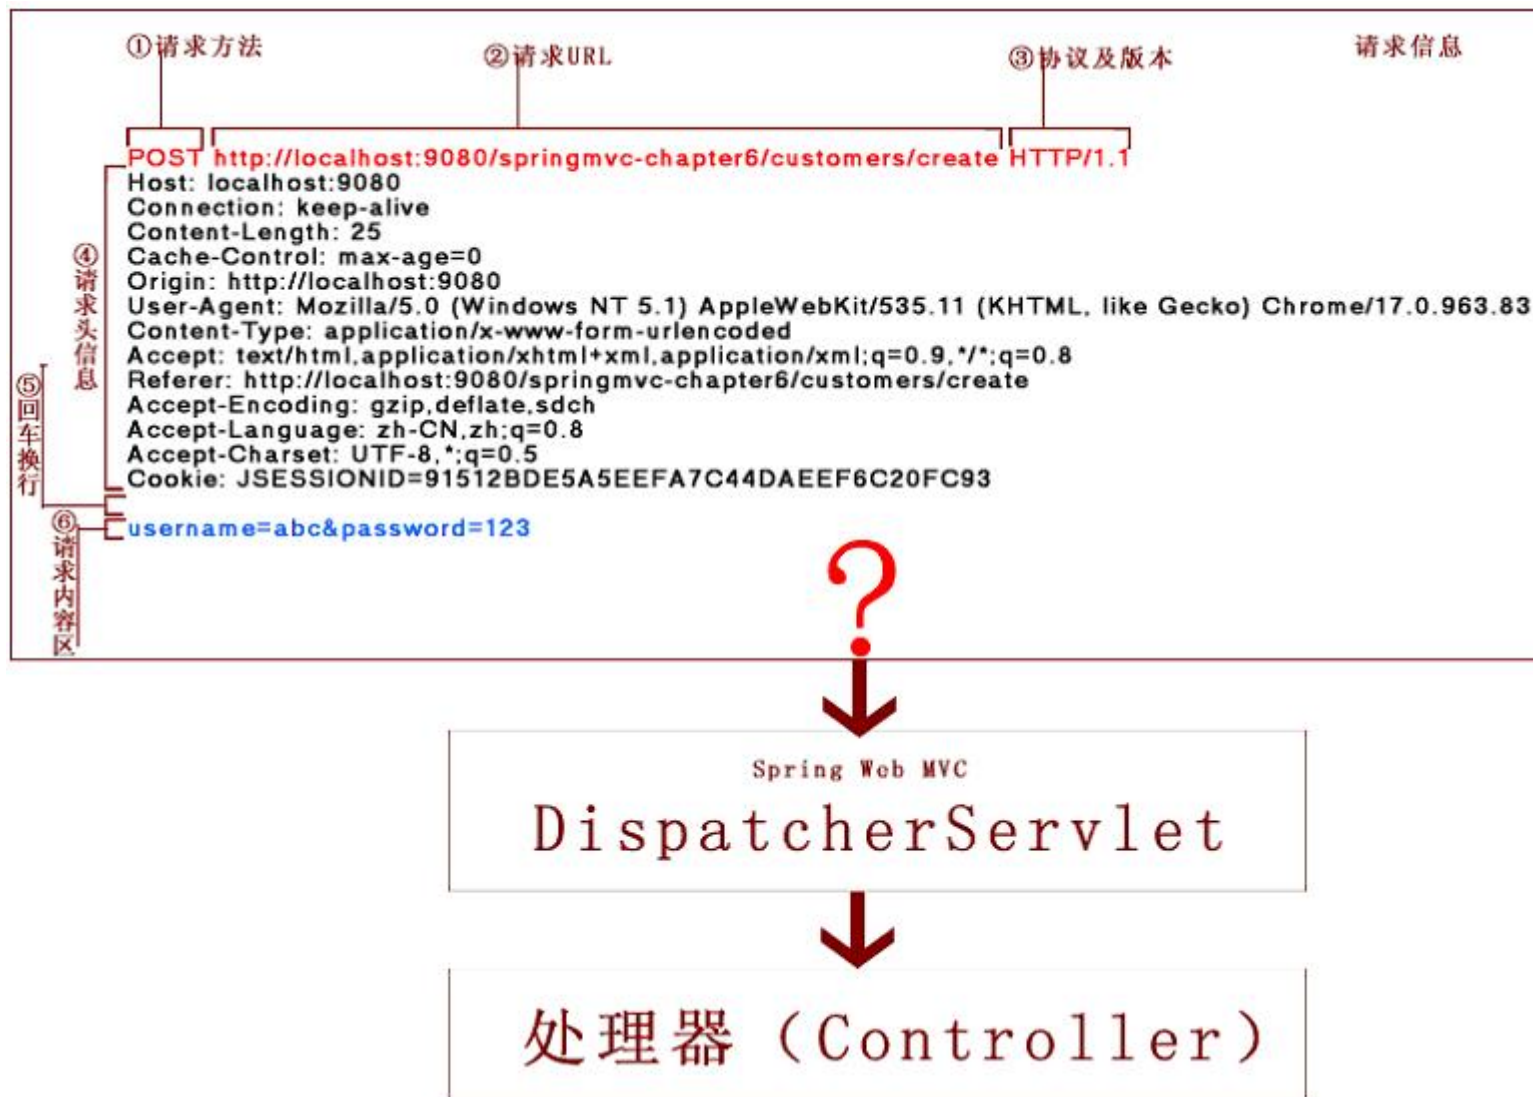 ①请求方法
②请求URL
③协议及版本
请求信息
POST http://localhost:9080/springmvc-chapter6/customers/create HTTP/1.1
Host: localhost:9080
Connection: keep-alive
Content-Length: 25
Cache-Control: max-age=0
Origin: http://localhost:9080
User-Agent: Mozilla/5.0 (Windows NT 5.1) AppleWebKit/535.11 (KHTML, like Gecko) Chrome/17.0.963.83
Content-Type: application/x-www-form-urlencoded
Accept: text/html,application/xhtml+xml,application/xml;q=0.9,*/*;q=0.8
Referer: http://localhost:9080/springmvc-chapter6/customers/create
Accept-Encoding: gzip,deflate,sdch
Accept-Language: zh-CN,zh;q=0.8
Accept-Charset: UTF-8,*;q=0.5
Cookie: JSESSIONID=91512BDE5A5EEFA7C44DAEEF6C20FC93
④请求头信息
⑤回车换行
username=abc&password=123
⑥请求内容区
?
Spring Web MVC
DispatcherServlet
处理器（Controller）